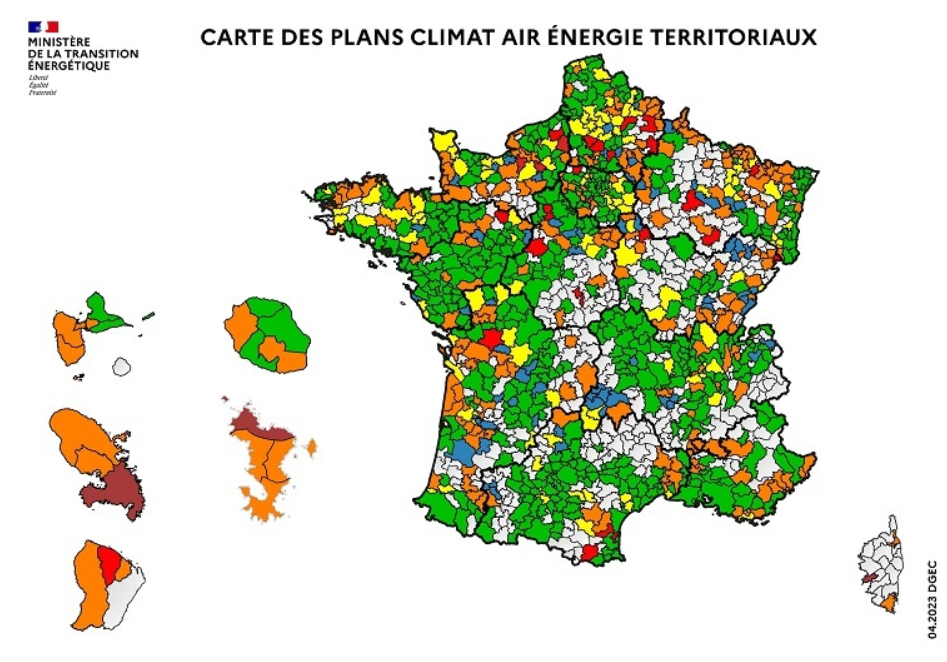 CARTE DES PLANS CLIMAT AIR ÉNERGIE TERRITORIAUX
MINISTÈRE
DE LA TRANSITION
ÉNERGÉTIQUE
Liberté
Égalité
Fraternité
04.2023 DGEC